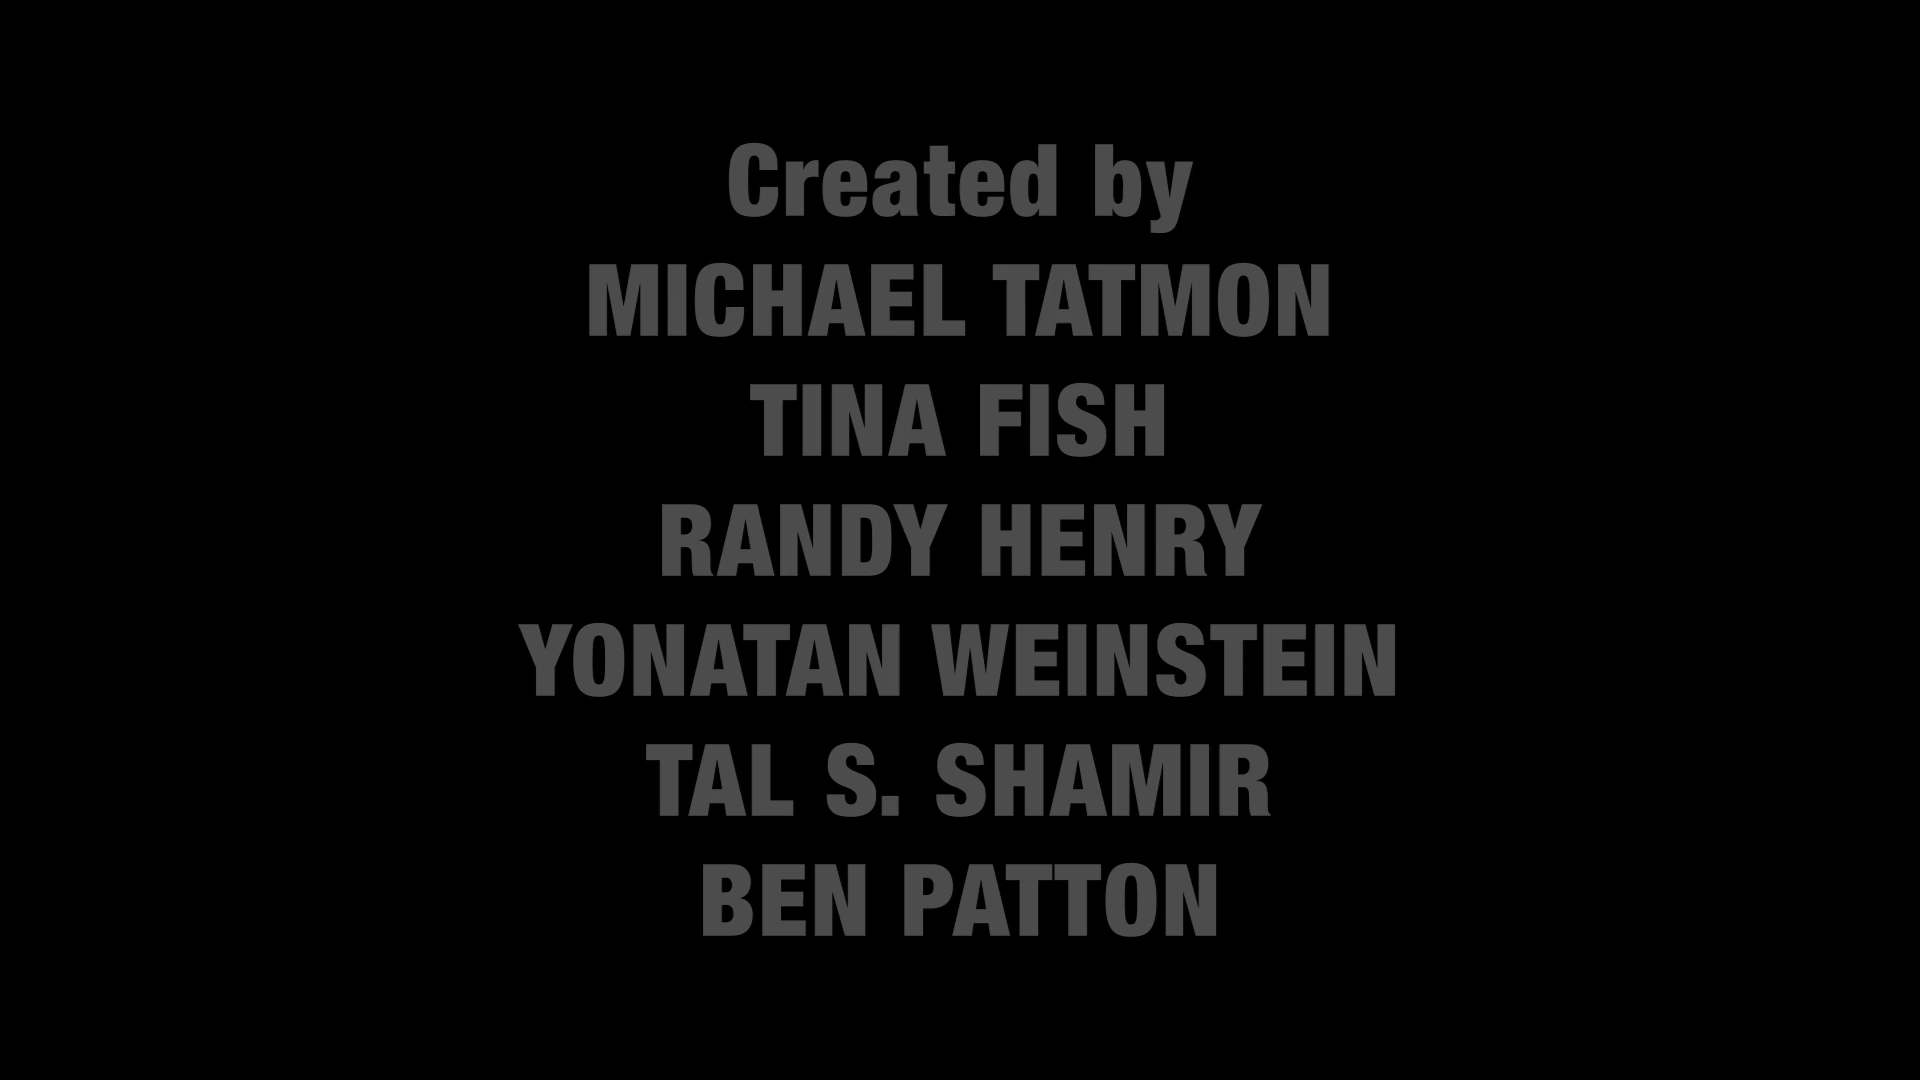 Created by
MICHAEL TATMON
TINA FISH
RANDY HENRY
YONATAN WEINSTEIN
TAL S. SHAMIR
BEN PATTON